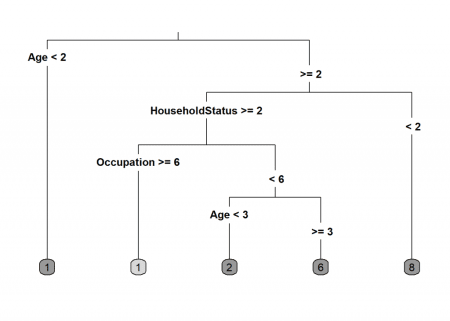 Age < 2
>= 2
HouseholdStatus >= 2
< 2
Occupation >= 6
< 6
Age < 3
>= 3
1
1
2
6
8